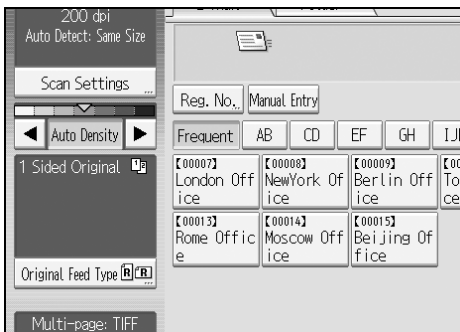 200 dpi
Auto Detect: Same Size
Scan Settings
Reg. No.
Manual Entry
Auto Density
Frequent
AB
CD
EF
GH
1 Sided Original
[00007]
London Off
ice
[00008]
NewYork Of
ice
[00009]
Berlin Off
ice
[00013]
Rome Offic
e
[00014]
Moscow Off
ice
[00015]
Beijing Of
fice
Original Feed Type
Multi-page: TIFF